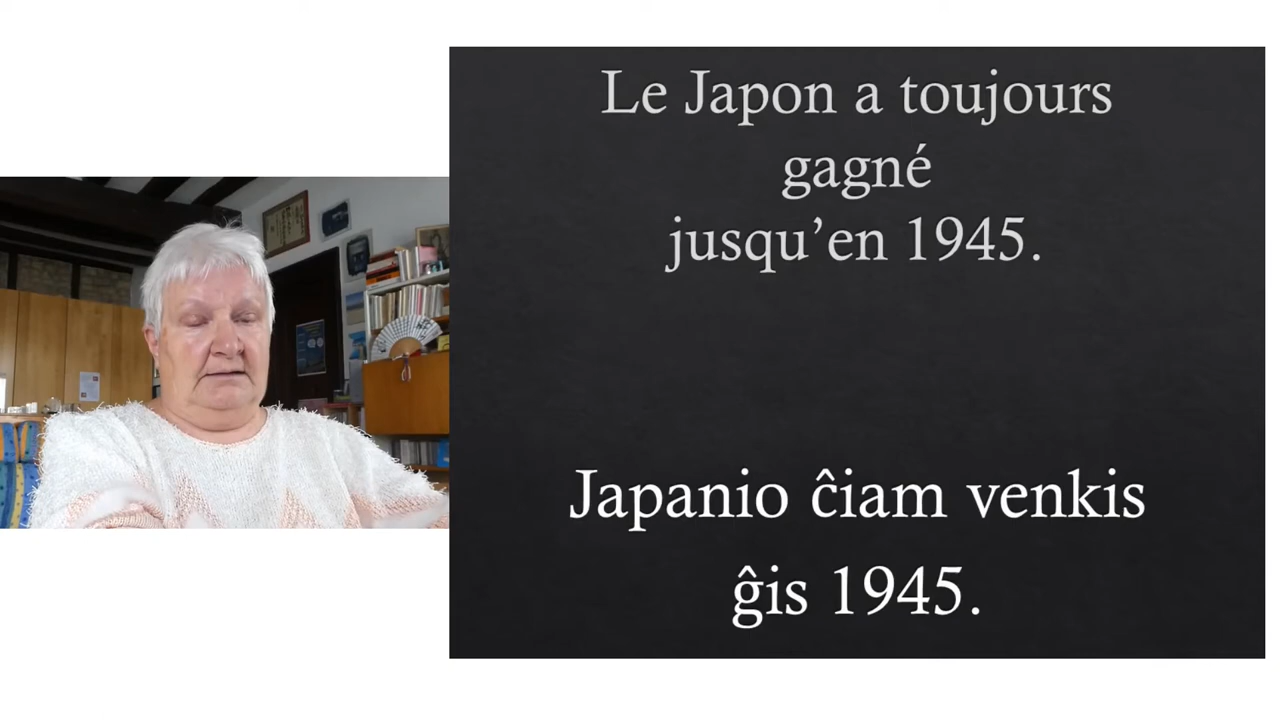 Le Japon a toujours
gagné
jusqu’en 1945.
Japanio ĉiam venkis
ĝis 1945.